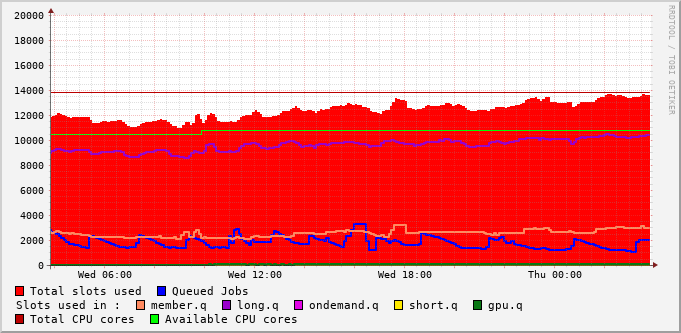 20000
18000
16000
14000
12000
10000
8000
6000
4000
2000
0
Wed 06:00 Wed 12:00 Wed 18:00 Thu 00:00
RRDTOOL / TOBI OETIKER
Total slots used Queued Jobs
Slots used in : member.q long.q ondemand.q short.q gpu.q
Total CPU cores Available CPU cores